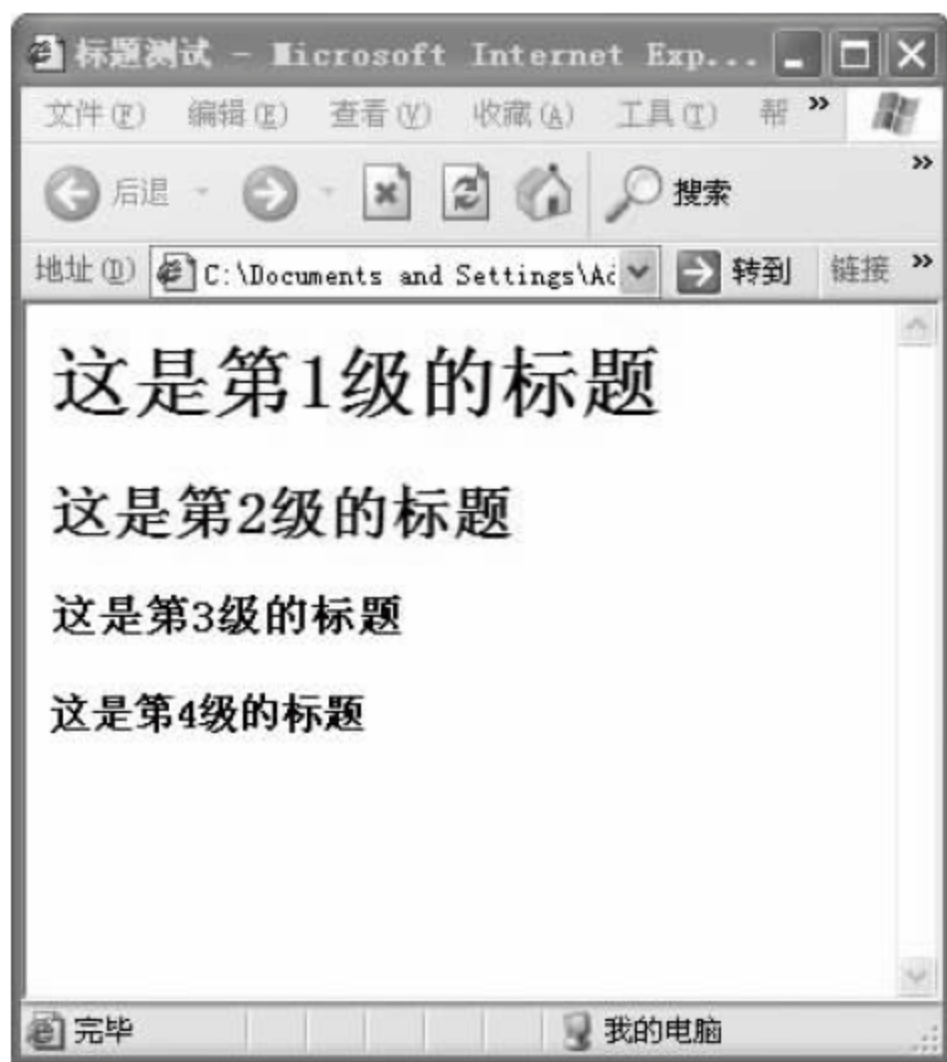 标题测试 - Microsoft Internet Exp...
文件(F) 编辑(E) 查看(V) 收藏(A) 工具(T) 帮 »
后退 搜索 »
地址(D) C:\Documents and Settings\Ad 转到 链接 »
这是第1级的标题
这是第2级的标题
这是第3级的标题
这是第4级的标题
完毕 我的电脑